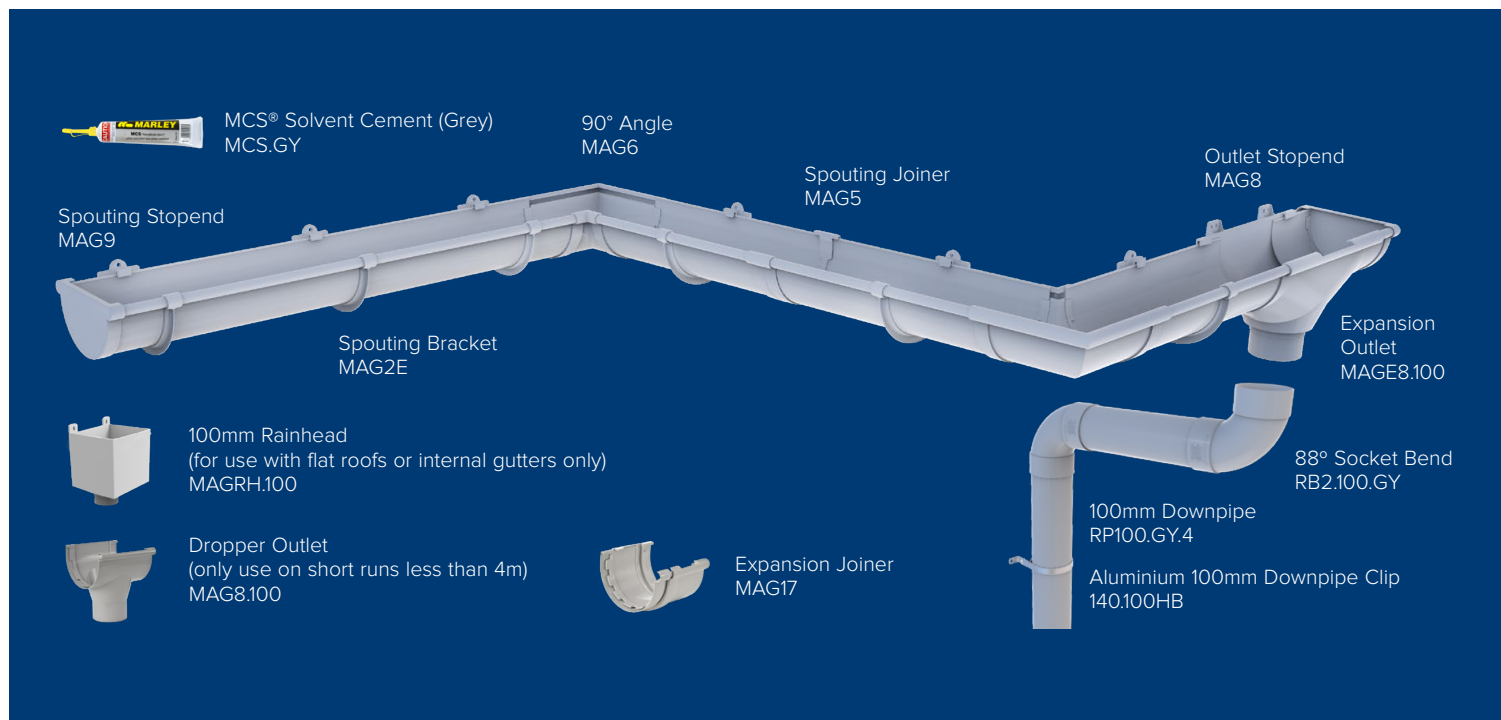 MARLEY
MCS
MCS® Solvent Cement (Grey)
MCS.GY
90° Angle
MAG6
Spouting Joiner
MAG5
Outlet Stopend
MAG8
Spouting Stopend
MAG9
Spouting Bracket
MAG2E
Expansion
Outlet
MAGE8.100
100mm Rainhead
(for use with flat roofs or internal gutters only)
MAGRH.100
88º Socket Bend
RB2.100.GY
100mm Downpipe
RP100.GY.4
Dropper Outlet
(only use on short runs less than 4m)
MAG8.100
Expansion Joiner
MAG17
Aluminium 100mm Downpipe Clip
140.100HB